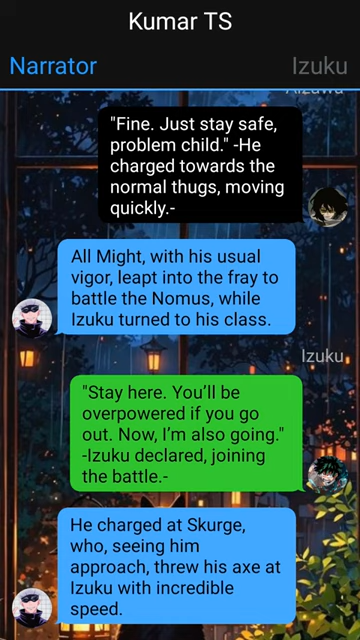 Kumar TS
Narrator
Izuku
Aizawa
"Fine. Just stay safe,
problem child." -He
charged towards the
normal thugs, moving
quickly.-
All Might, with his usual
vigor, leapt into the fray to
battle the Nomus, while
Izuku turned to his class.
Izuku
"Stay here. You’ll be
overpowered if you go
out. Now, I’m also going."
-Izuku declared, joining
the battle.-
He charged at Skurge,
who, seeing him
approach, threw his axe at
Izuku with incredible
speed.